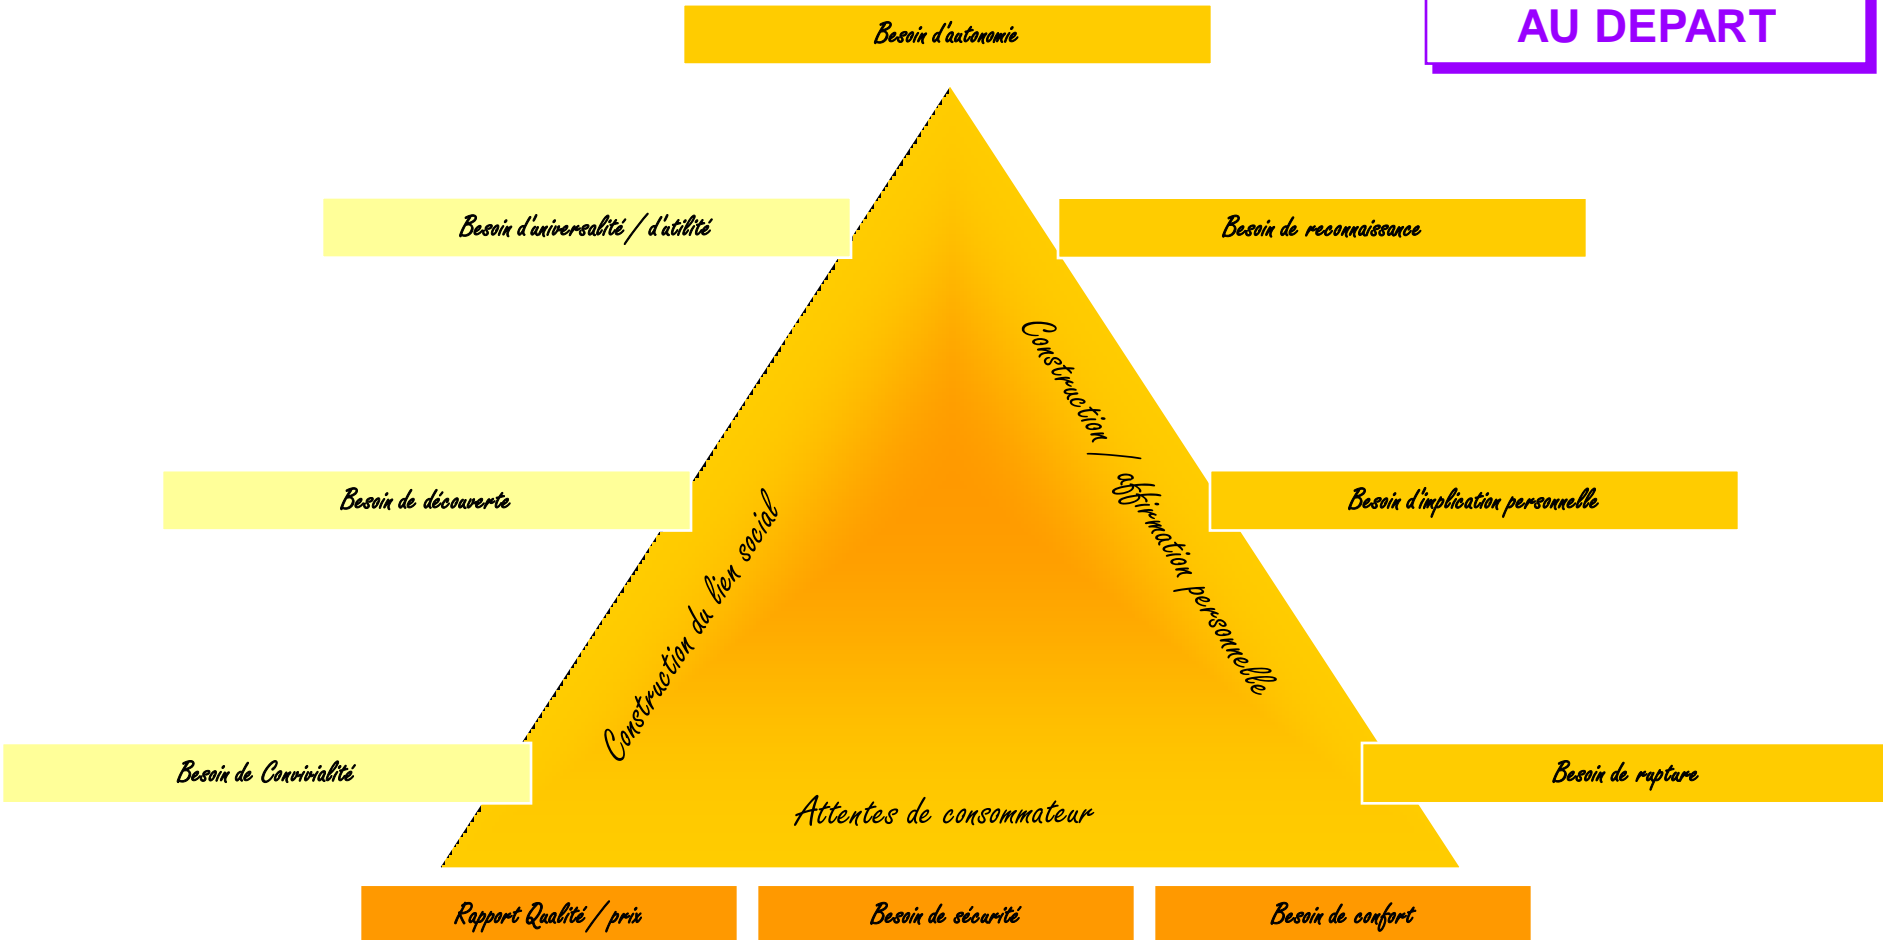 AU DEPART
Besoin d'autonomie
Besoin d'universalité / d'utilité
Besoin de reconnaissance
Construction / affirmation personnelle
Besoin de découverte
Besoin d'implication personnelle
Construction du lien social
Besoin de Convivialité
Besoin de rupture
Attentes de consommateur
Rapport Qualité / prix
Besoin de sécurité
Besoin de confort